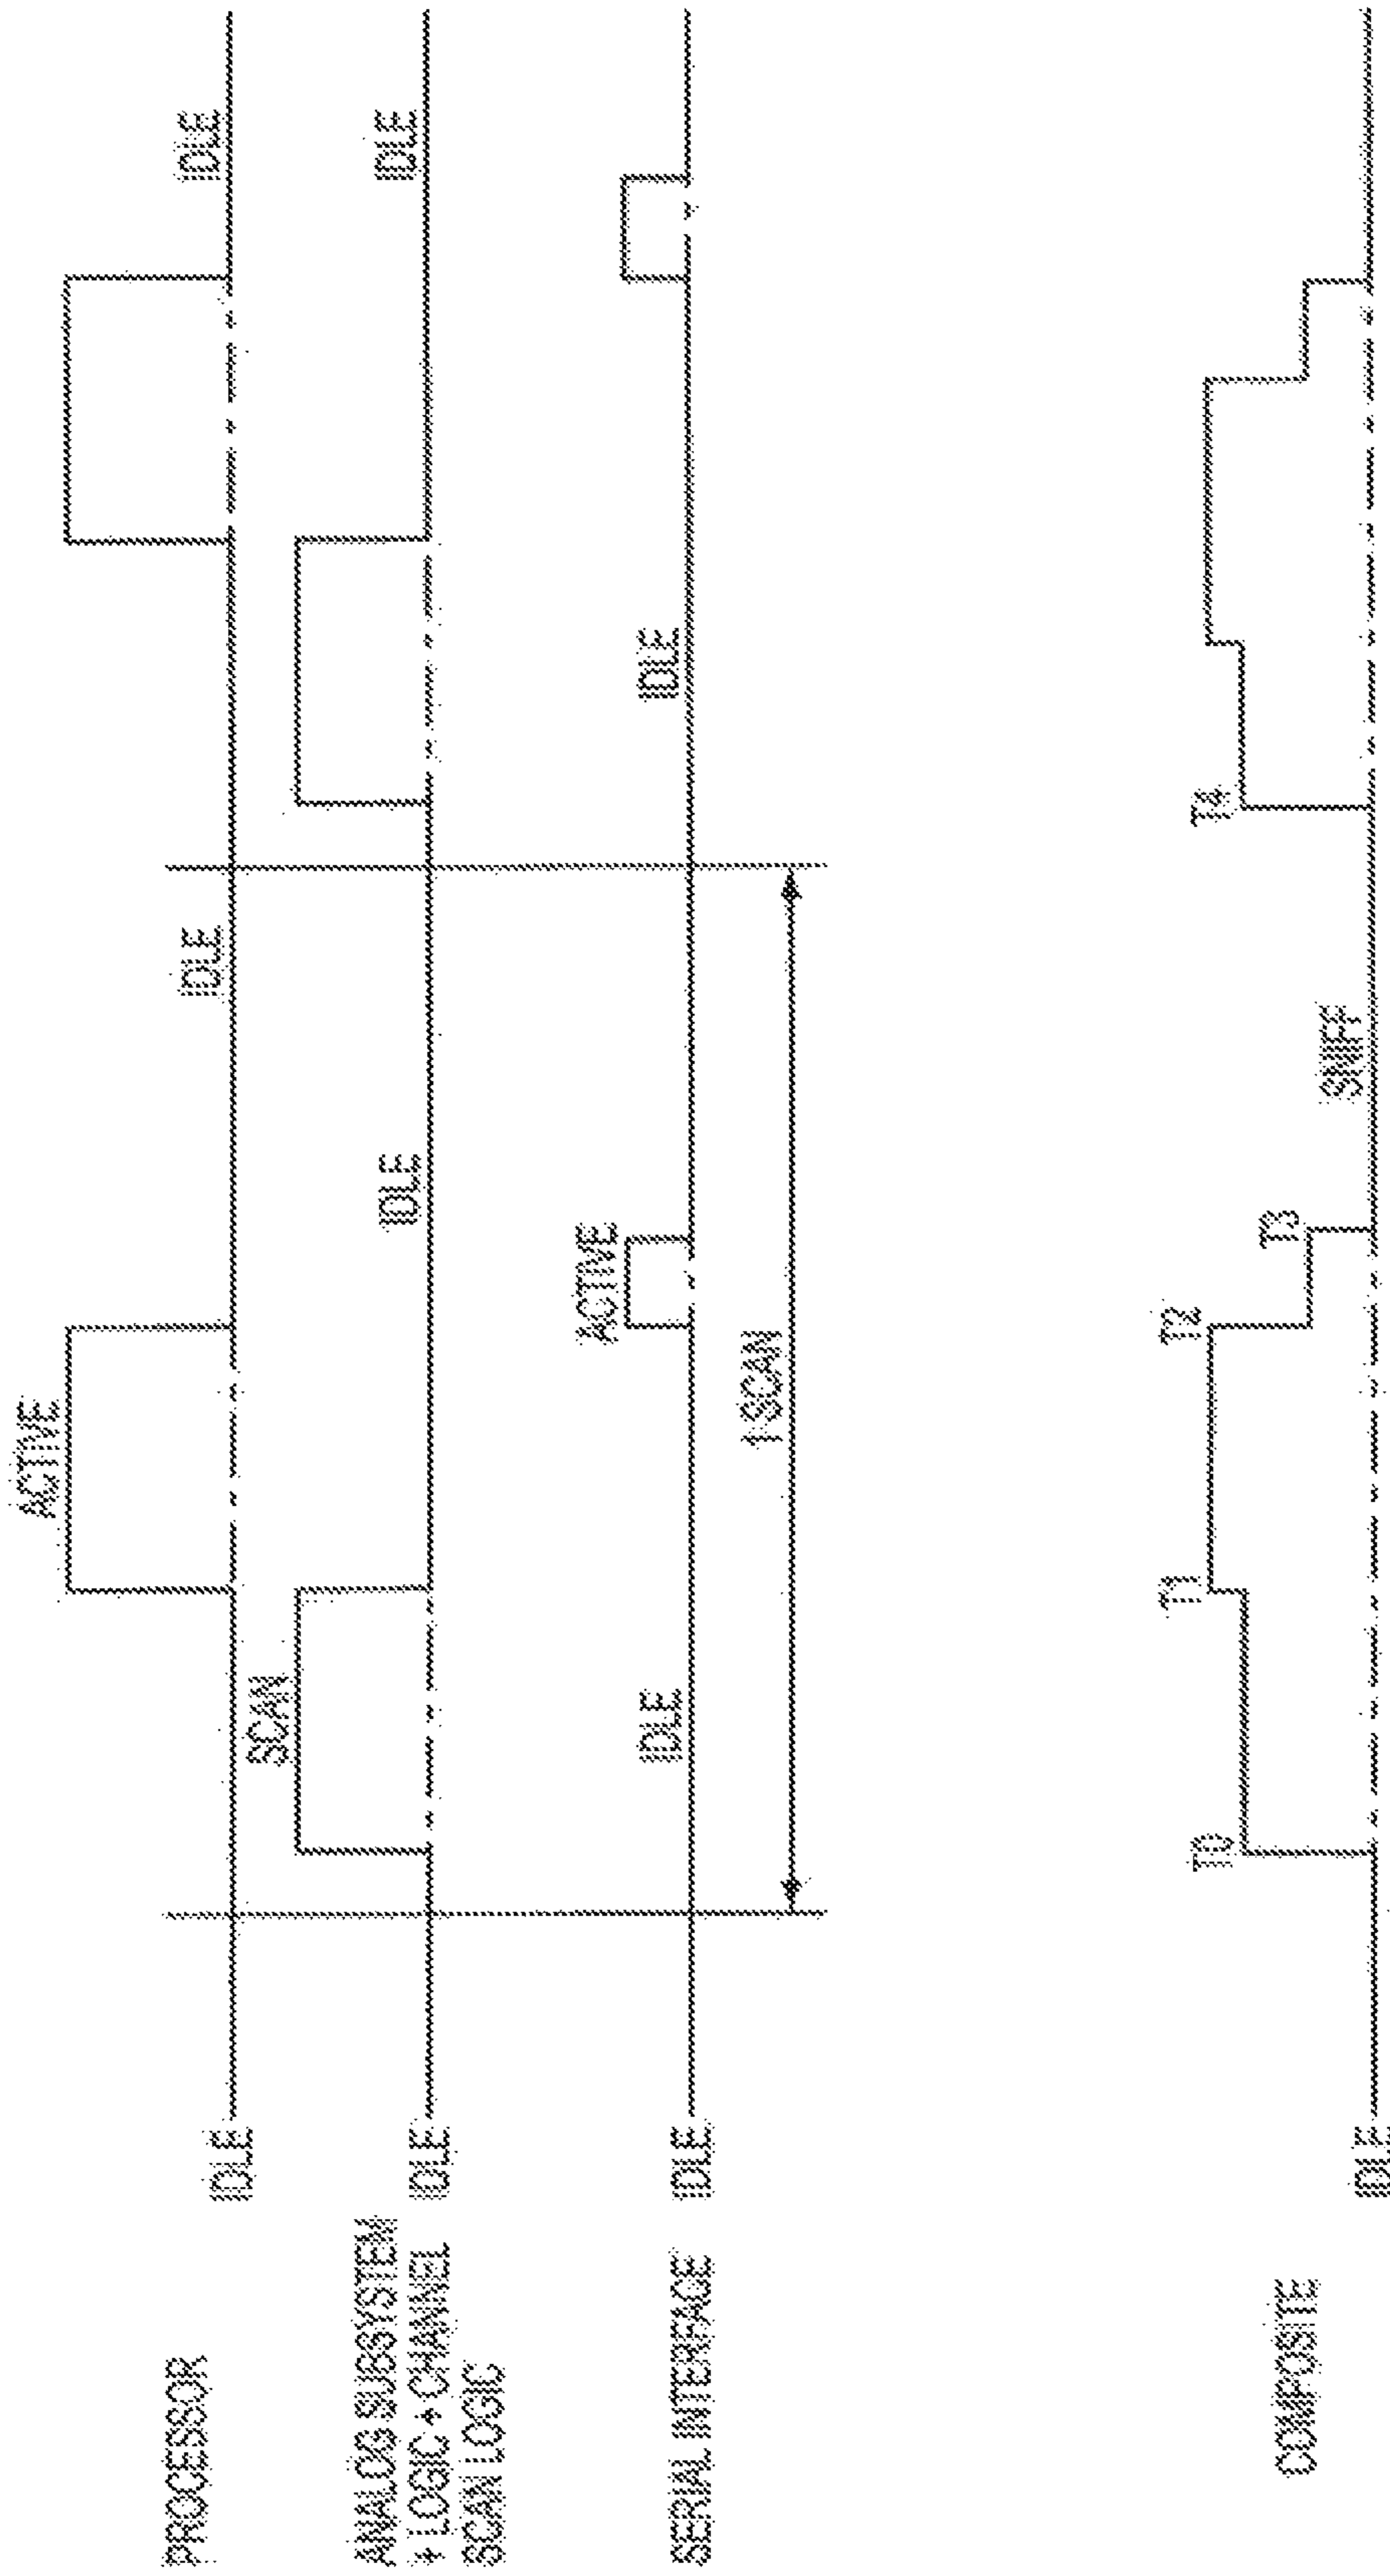 PROCESSOR
IDLE
ACTIVE
IDLE
IDLE
ANALOG SUBSYSTEM
+ LOGIC + CHANNEL
SCAN LOGIC
IDLE
SCAN
IDLE
IDLE
SERIAL INTERFACE
IDLE
IDLE
ACTIVE
IDLE
1 SCAN
COMPOSITE
IDLE
T0
T1
T2
T3
SNIFF
T4